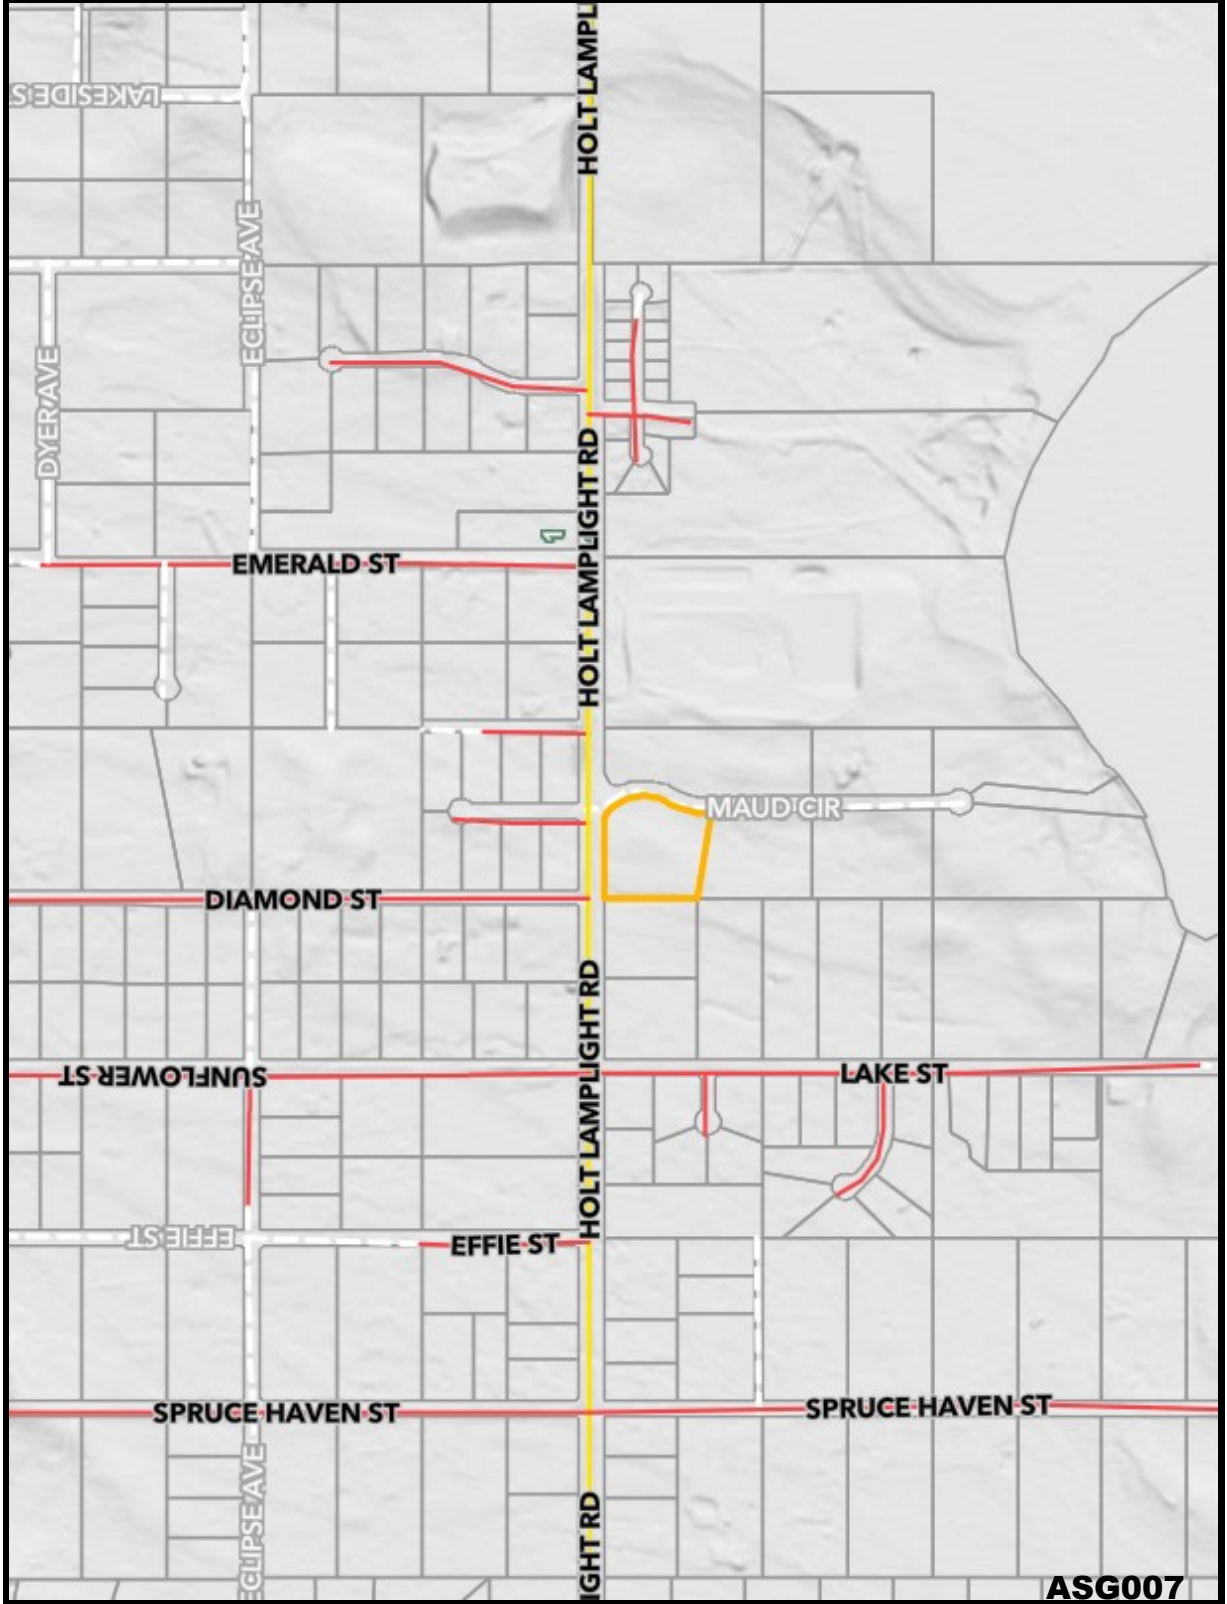 HOLT LAMPL
LAKESIDE S
ECLIPSE AVE
DYER AVE
HOLT LAMPLIGHT RD
1
EMERALD ST
HOLT LAMPLIGHT RD
MAUD CIR
DIAMOND ST
HOLT LAMPLIGHT RD
SUNFLOWER ST
LAKE ST
HOLT LAMPLIGHT RD
EFFIE ST
EFFIE ST
SPRUCE HAVEN ST
SPRUCE HAVEN ST
ECLIPSE AVE
IGHT RD
ASG007